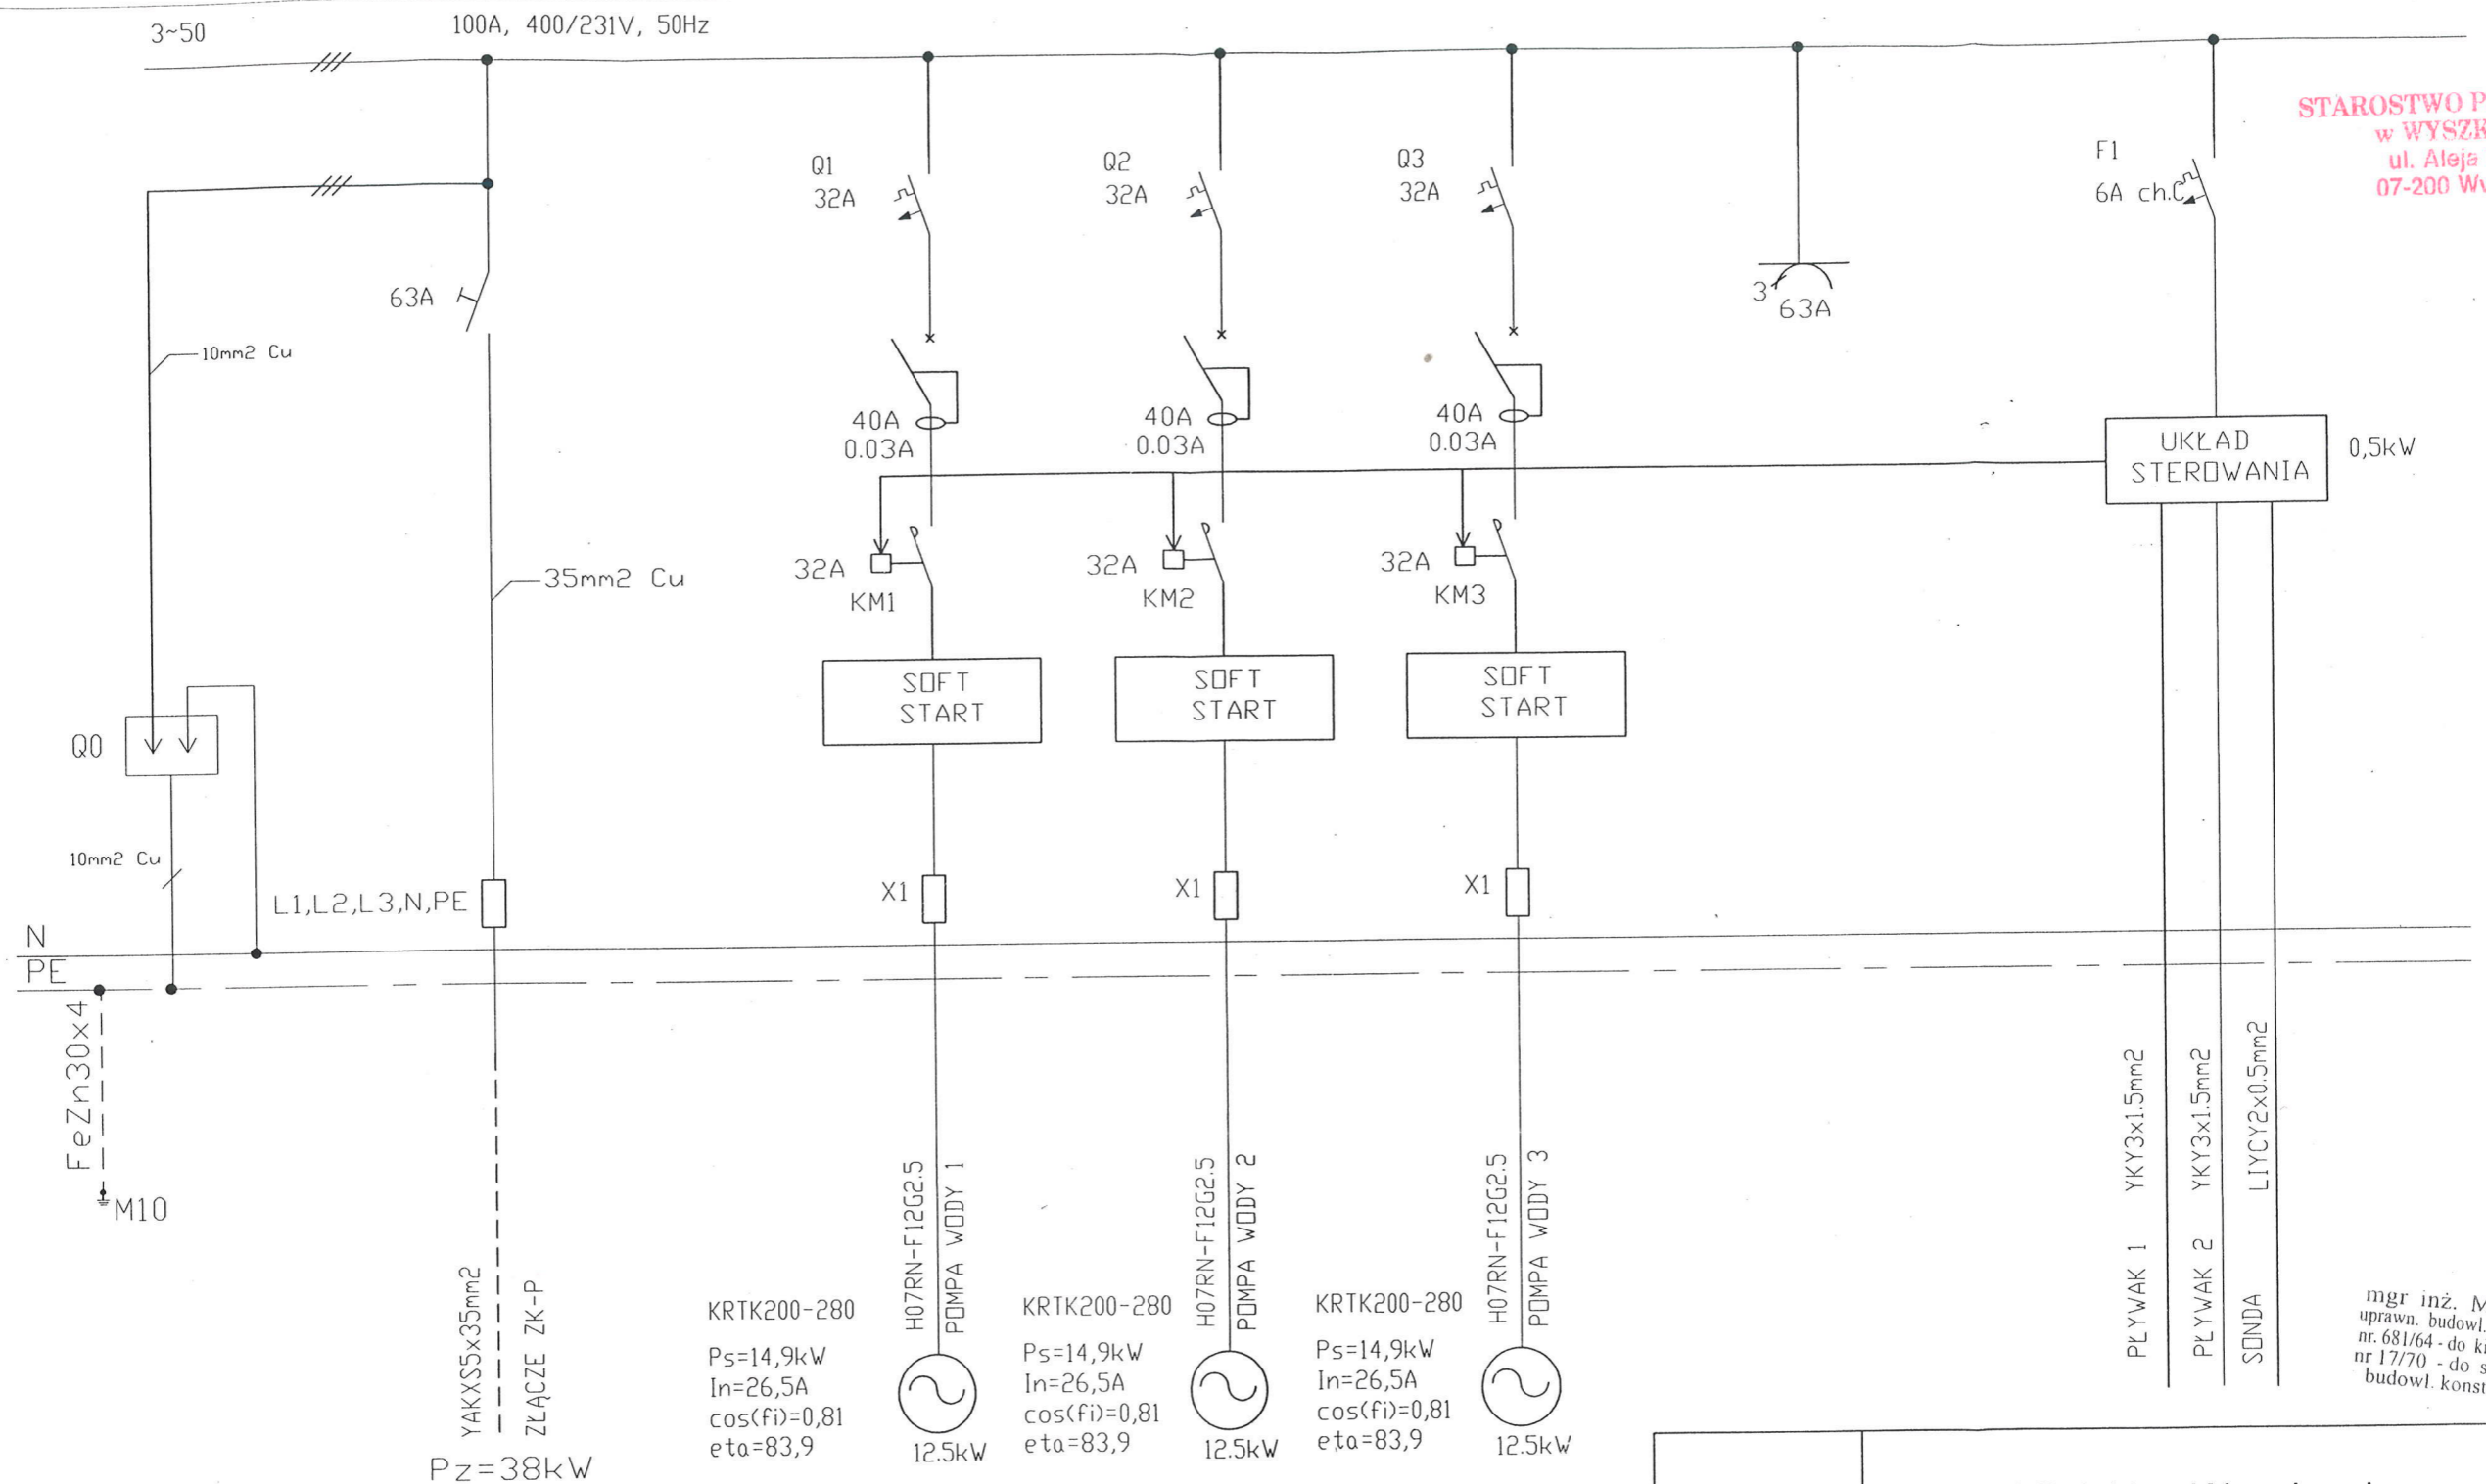 3~50
100A, 400/231V, 50Hz
STAROSTWO P
w WYSZK
ul. Aleja
07-200 Wy
Q1
32A
Q2
32A
Q3
32A
F1
6A ch.C
63A
3
63A
10mm2 Cu
40A
0.03A
40A
0.03A
40A
0.03A
UKŁAD
STEROWANIA
0,5kW
35mm2 Cu
32A
KM1
32A
KM2
32A
KM3
SOFT
START
SOFT
START
SOFT
START
Q0
10mm2 Cu
L1,L2,L3,N,PE
X1
X1
X1
N
PE
FeZn30x4
M10
YAKXS5x35mm2
ZŁĄCZE ZK-P
Pz=38kW
KRTK200-280
Ps=14,9kW
In=26,5A
cos(fi)=0,81
eta=83,9
H07RN-F12G2.5
POMPA WODY 1
12.5kW
KRTK200-280
Ps=14,9kW
In=26,5A
cos(fi)=0,81
eta=83,9
H07RN-F12G2.5
POMPA WODY 2
12.5kW
KRTK200-280
Ps=14,9kW
In=26,5A
cos(fi)=0,81
eta=83,9
H07RN-F12G2.5
POMPA WODY 3
12.5kW
PŁYWAK 1 YKY3x1.5mm2
PŁYWAK 2 YKY3x1.5mm2
SONDA LIYCY2x0.5mm2
mgr inż. M
uprawn. budowl.
nr. 681/64 - do k
nr 17/70 - do s
budowl. konst